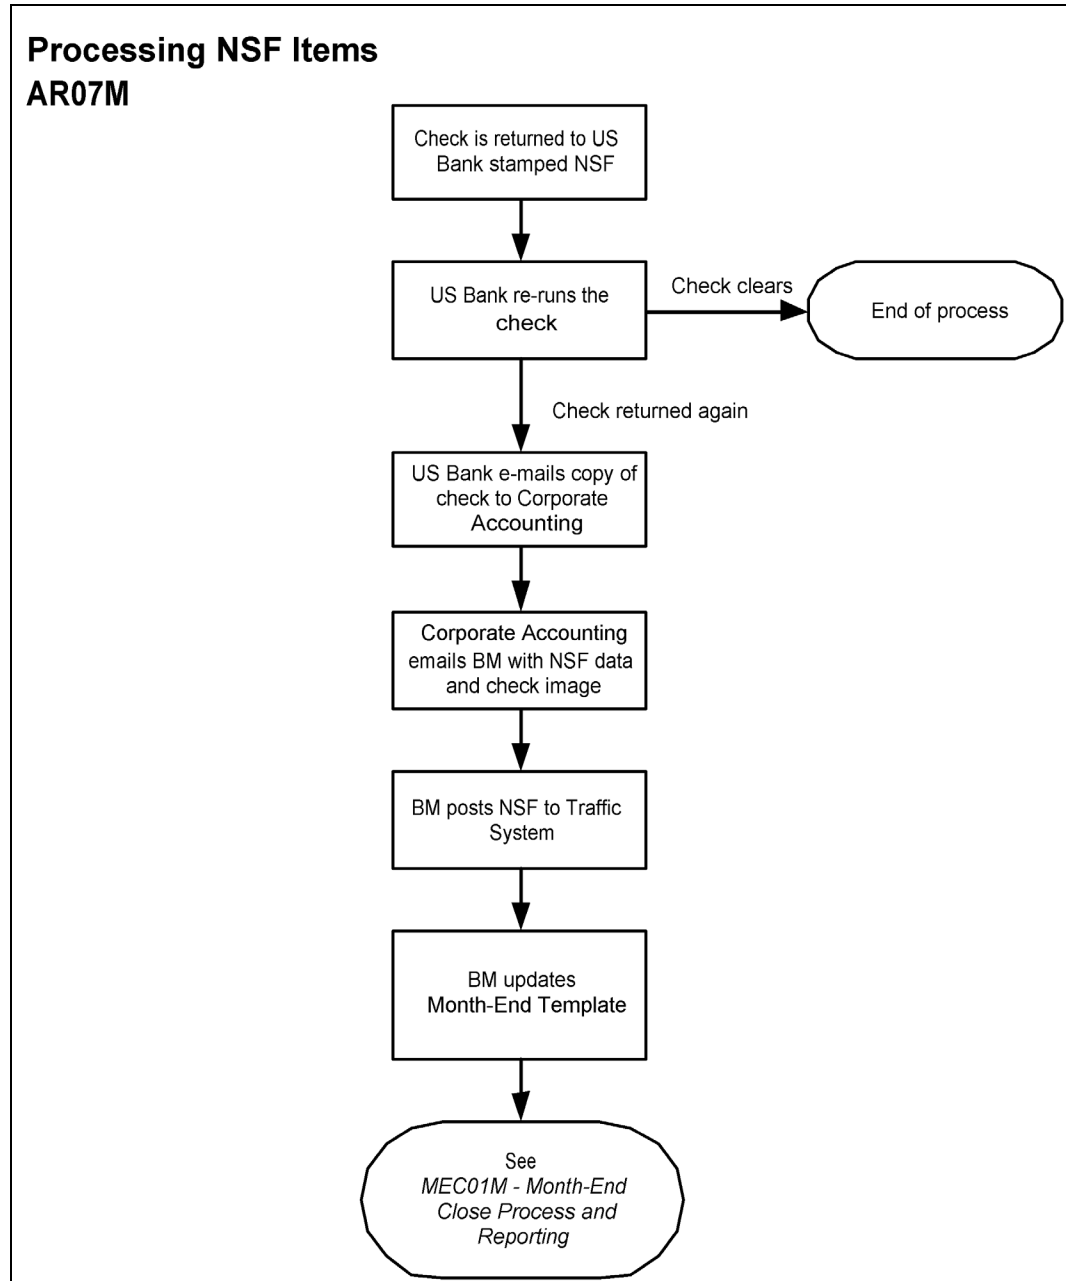 Processing NSF Items
AR07M
Check is returned to US
Bank stamped NSF
US Bank re-runs the
check
Check clears
End of process
Check returned again
US Bank e-mails copy of
check to Corporate
Accounting
Corporate Accounting
emails BM with NSF data
and check image
BM posts NSF to Traffic
System
BM updates
Month-End Template
See
MEC01M - Month-End
Close Process and
Reporting